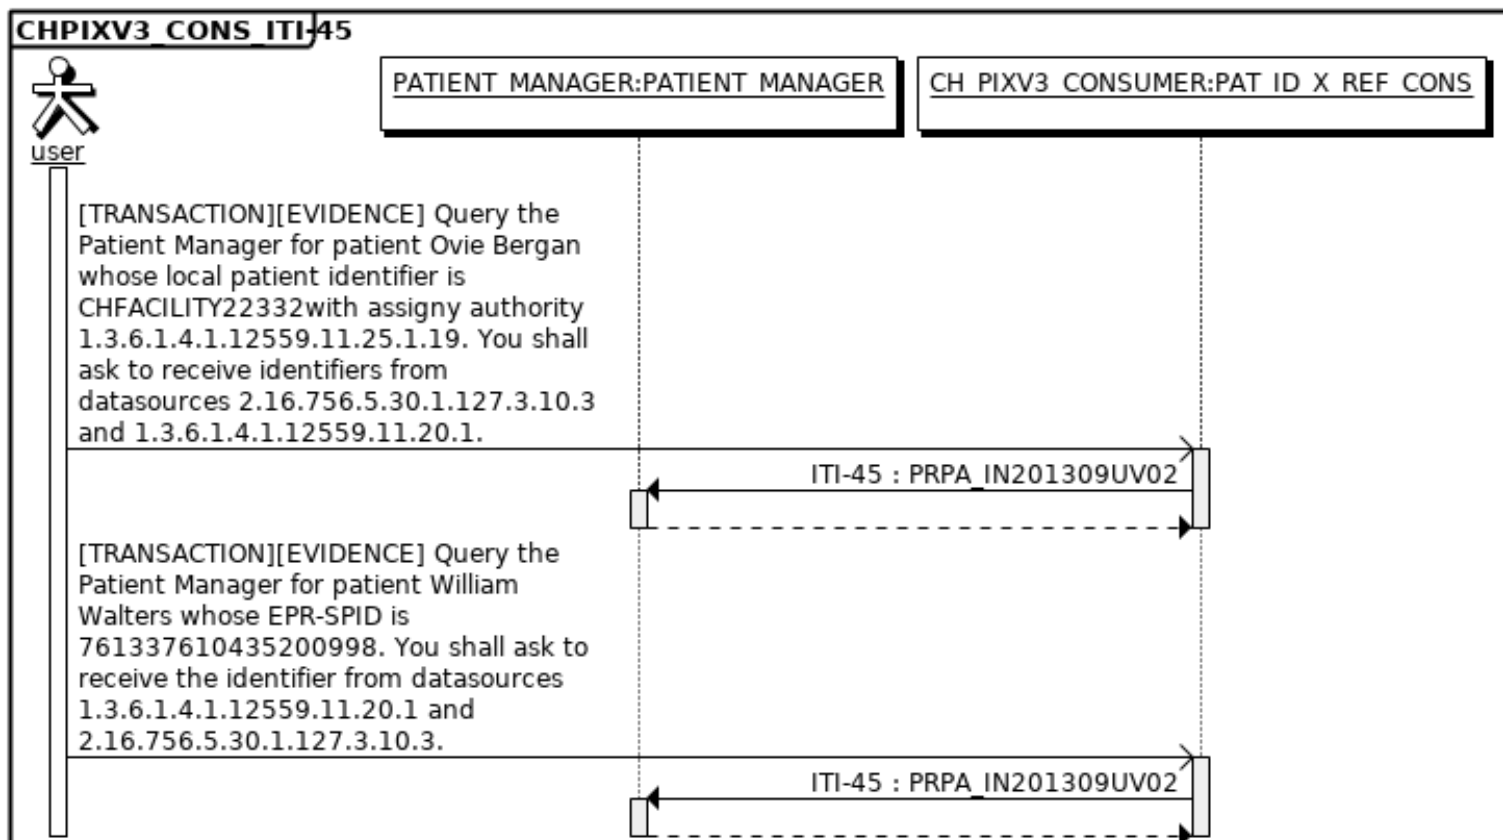 CHPIXV3_CONS_ITI-45
PATIENT MANAGER:PATIENT MANAGER
CH PIXV3 CONSUMER:PAT ID X REF CONS
user
[TRANSACTION][EVIDENCE] Query the
Patient Manager for patient Ovie Bergan
whose local patient identifier is
CHFACILITY22332with assigny authority
1.3.6.1.4.1.12559.11.25.1.19. You shall
ask to receive identifiers from
datasources 2.16.756.5.30.1.127.3.10.3
and 1.3.6.1.4.1.12559.11.20.1.
ITI-45 : PRPA_IN201309UV02
[TRANSACTION][EVIDENCE] Query the
Patient Manager for patient William
Walters whose EPR-SPID is
761337610435200998. You shall ask to
receive the identifier from datasources
1.3.6.1.4.1.12559.11.20.1 and
2.16.756.5.30.1.127.3.10.3.
ITI-45 : PRPA_IN201309UV02